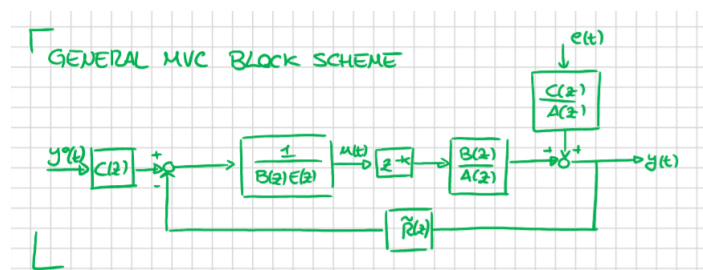 GENERAL MVC BLOCK SCHEME
e(t)
C(z)
A(z)
y°(t)
C(z)
+
-
1
B(z)E(z)
u(t)
z^-k
B(z)
A(z)
+
+
y(t)
R̃(z)